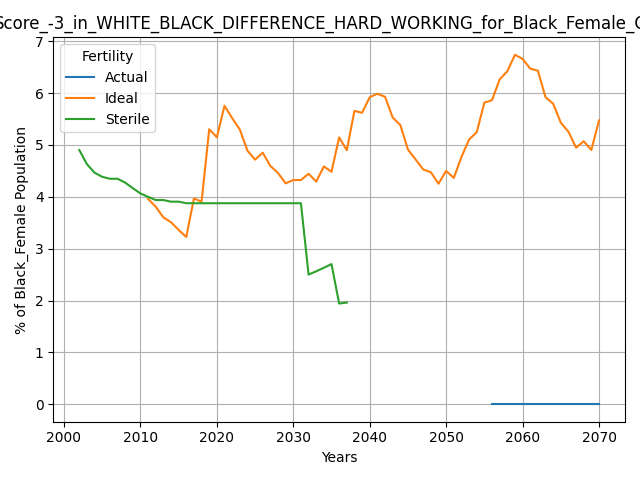 Score_-3_in_WHITE_BLACK_DIFFERENCE_HARD_WORKING_for_Black_Female_
Fertility
Actual
Ideal
Sterile
% of Black_Female Population
7
6
5
4
3
2
1
0
2000 2010 2020 2030 2040 2050 2060 2070
Years